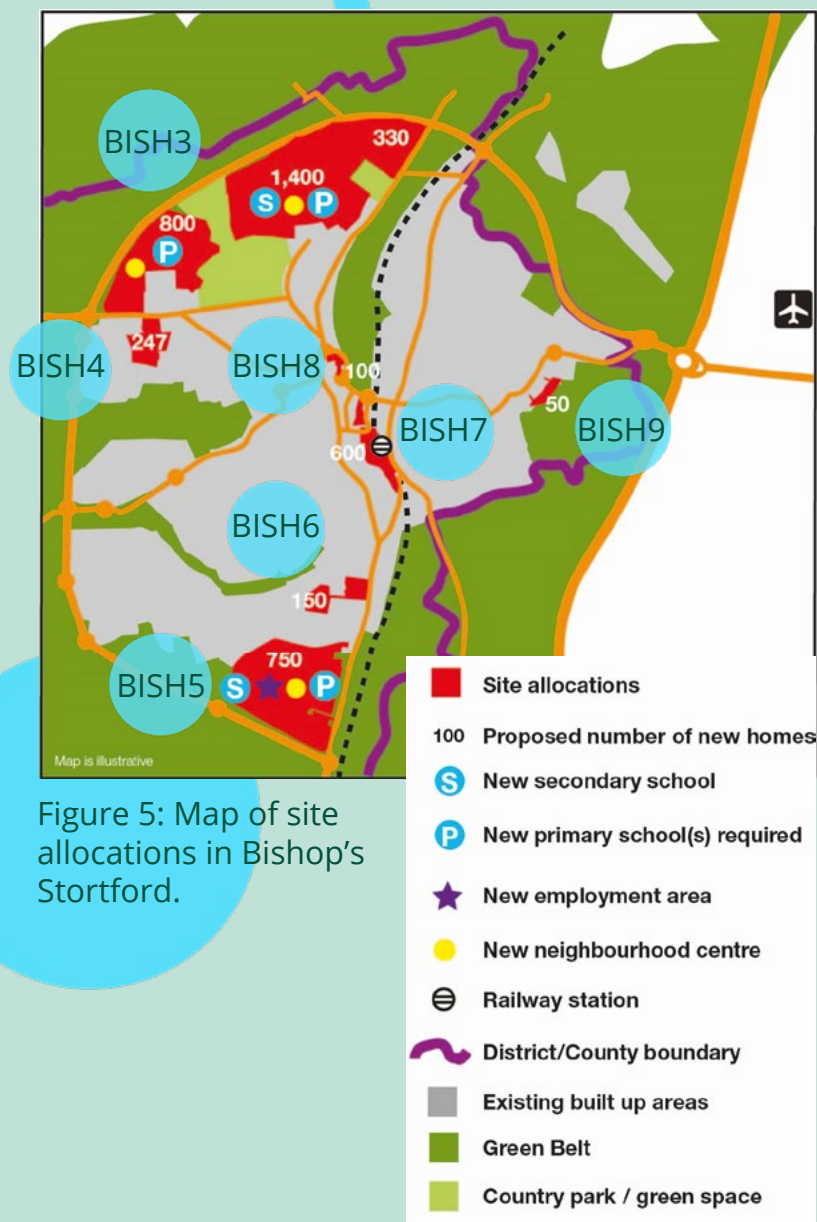 BISH3
330
1,400
S P
800
P
BISH4
247
BISH8
100
BISH7
50
BISH9
600
BISH6
150
BISH5
750
S P
Map is illustrative
Figure 5: Map of site
allocations in Bishop’s
Stortford.
Site allocations
100 Proposed number of new homes
S New secondary school
P New primary school(s) required
New employment area
New neighbourhood centre
Railway station
District/County boundary
Existing built up areas
Green Belt
Country park / green space